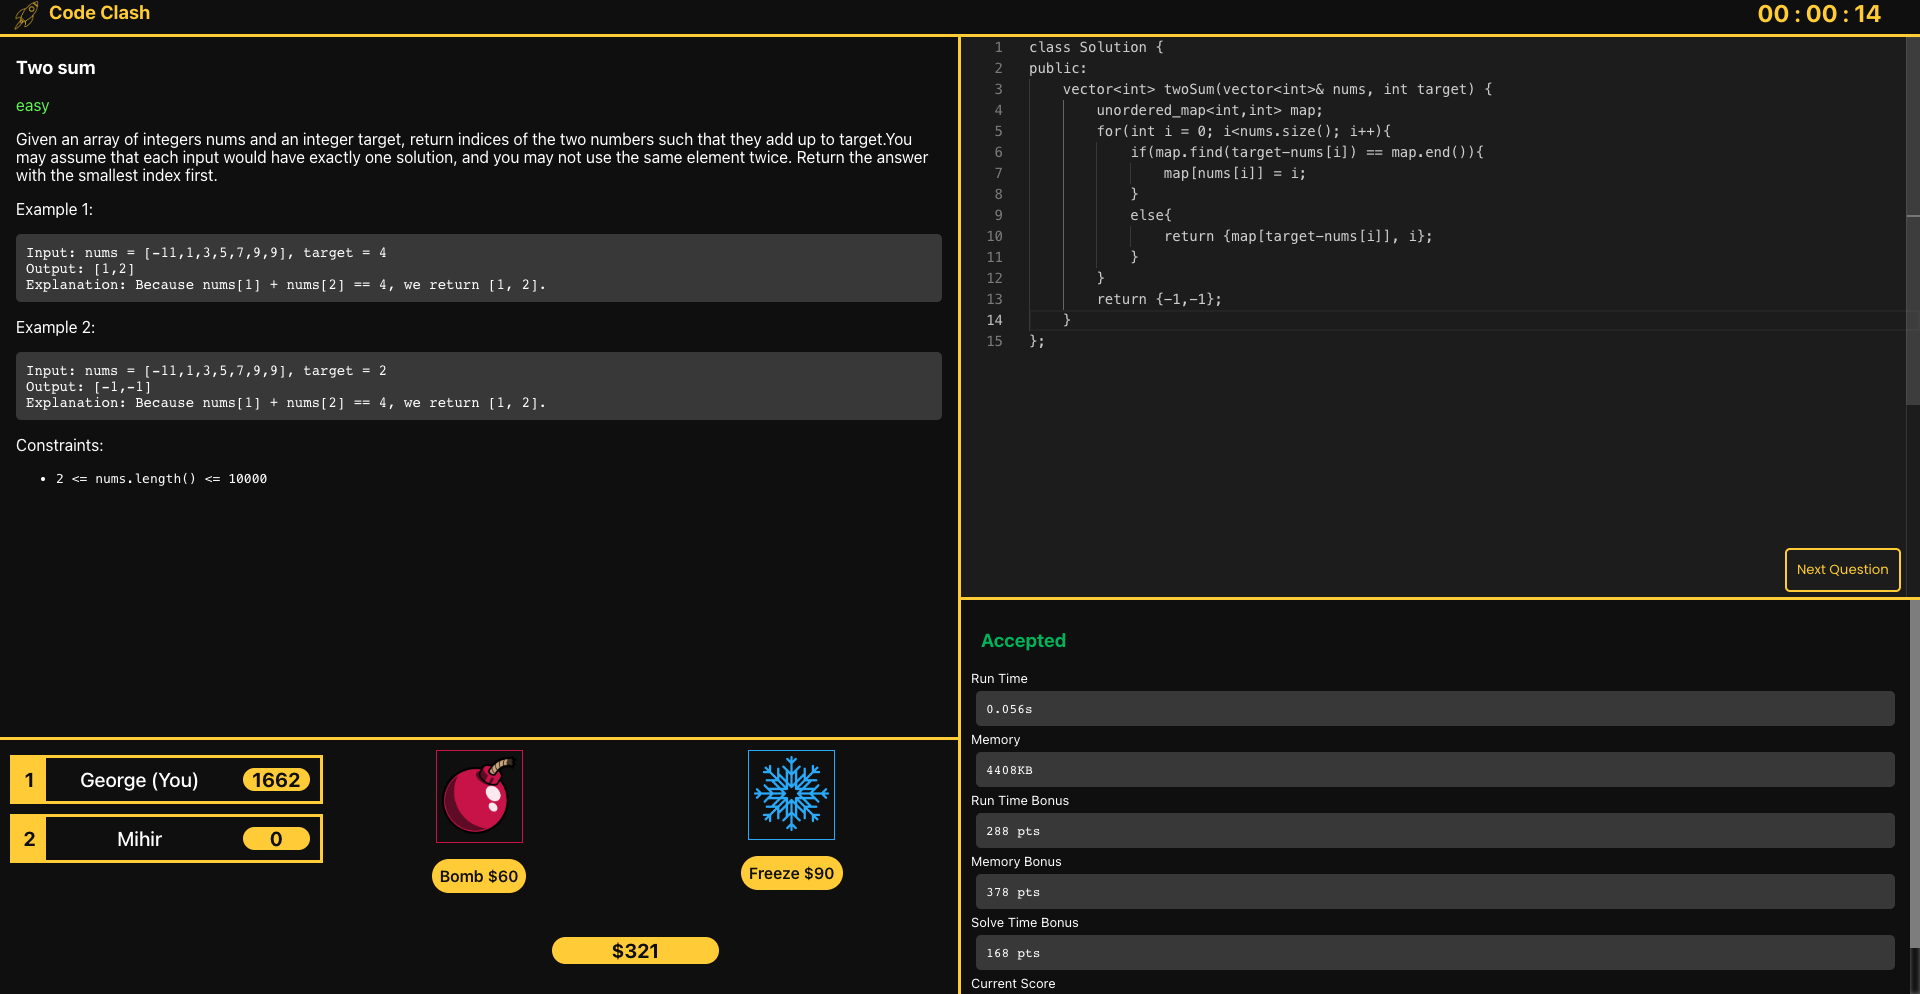 Code Clash
00 : 00 : 14
Two sum
easy
Given an array of integers nums and an integer target, return indices of the two numbers such that they add up to target.You
may assume that each input would have exactly one solution, and you may not use the same element twice. Return the answer
with the smallest index first.
Example 1:
Input: nums = [-11,1,3,5,7,9,9], target = 4
Output: [1,2]
Explanation: Because nums[1] + nums[2] == 4, we return [1, 2].
Example 2:
Input: nums = [-11,1,3,5,7,9,9], target = 2
Output: [-1,-1]
Explanation: Because nums[1] + nums[2] == 4, we return [1, 2].
Constraints:
• 2 <= nums.length() <= 10000
1 George (You) 1662
2 Mihir 0
Bomb $60
Freeze $90
$321
1 class Solution {
2 public:
3     vector<int> twoSum(vector<int>& nums, int target) {
4         unordered_map<int,int> map;
5         for(int i = 0; i<nums.size(); i++){
6             if(map.find(target-nums[i]) == map.end()){
7                 map[nums[i]] = i;
8             }
9             else{
10                 return {map[target-nums[i]], i};
11             }
12         }
13         return {-1,-1};
14     }
15 };
Next Question
Accepted
Run Time
0.056s
Memory
4408KB
Run Time Bonus
288 pts
Memory Bonus
378 pts
Solve Time Bonus
168 pts
Current Score